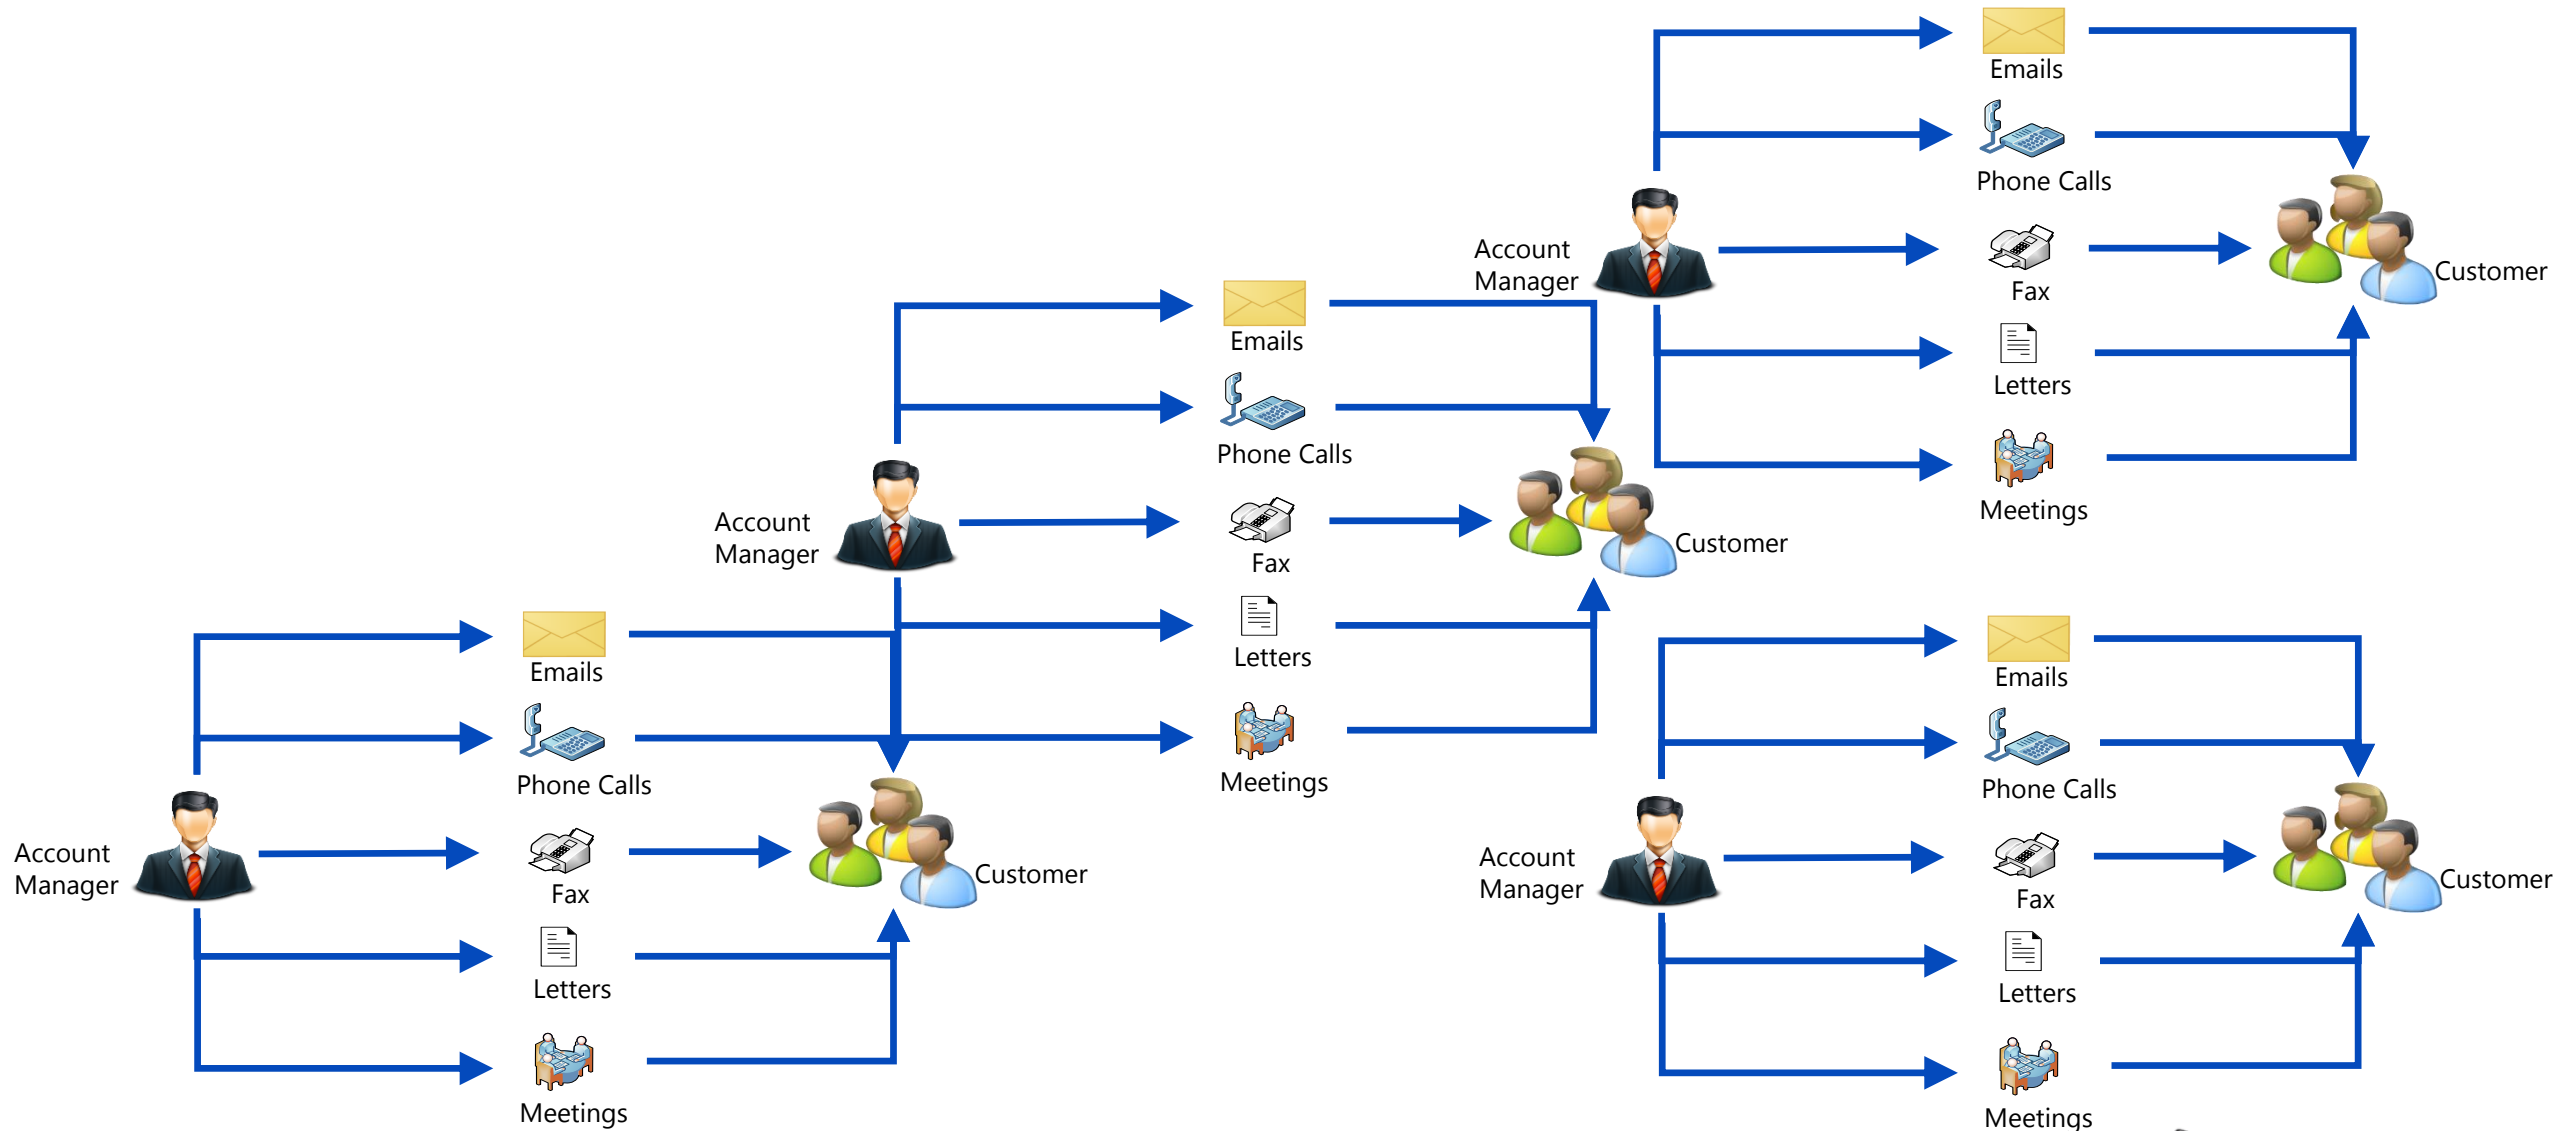 Emails
Phone Calls
Account
Manager
Fax
Customer
Letters
Meetings
Emails
Phone Calls
Account
Manager
Fax
Customer
Letters
Meetings
Emails
Phone Calls
Account
Manager
Fax
Customer
Letters
Meetings
Emails
Phone Calls
Account
Manager
Fax
Customer
Letters
Meetings